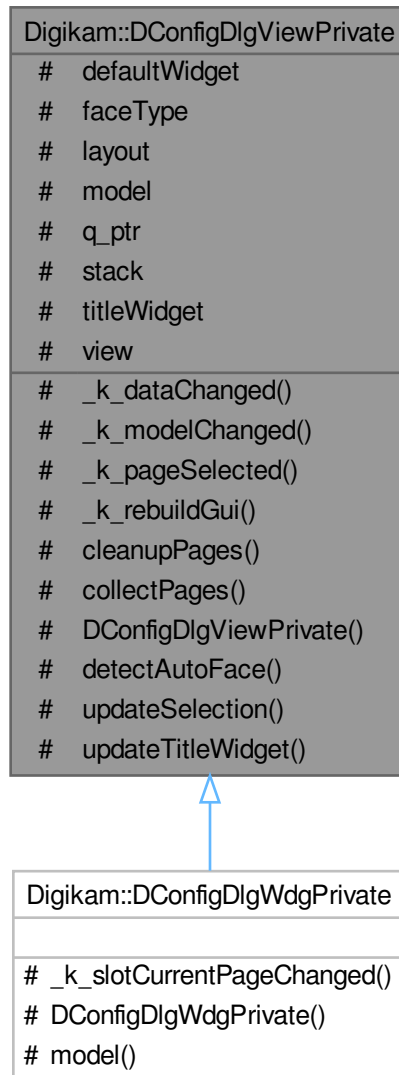 Digikam::DConfigDlgViewPrivate
# defaultWidget
# faceType
# layout
# model
# q_ptr
# stack
# titleWidget
# view
# _k_dataChanged()
# _k_modelChanged()
# _k_pageSelected()
# _k_rebuildGui()
# cleanupPages()
# collectPages()
# DConfigDlgViewPrivate()
# detectAutoFace()
# updateSelection()
# updateTitleWidget()
Digikam::DConfigDlgWdgPrivate
# _k_slotCurrentPageChanged()
# DConfigDlgWdgPrivate()
# model()